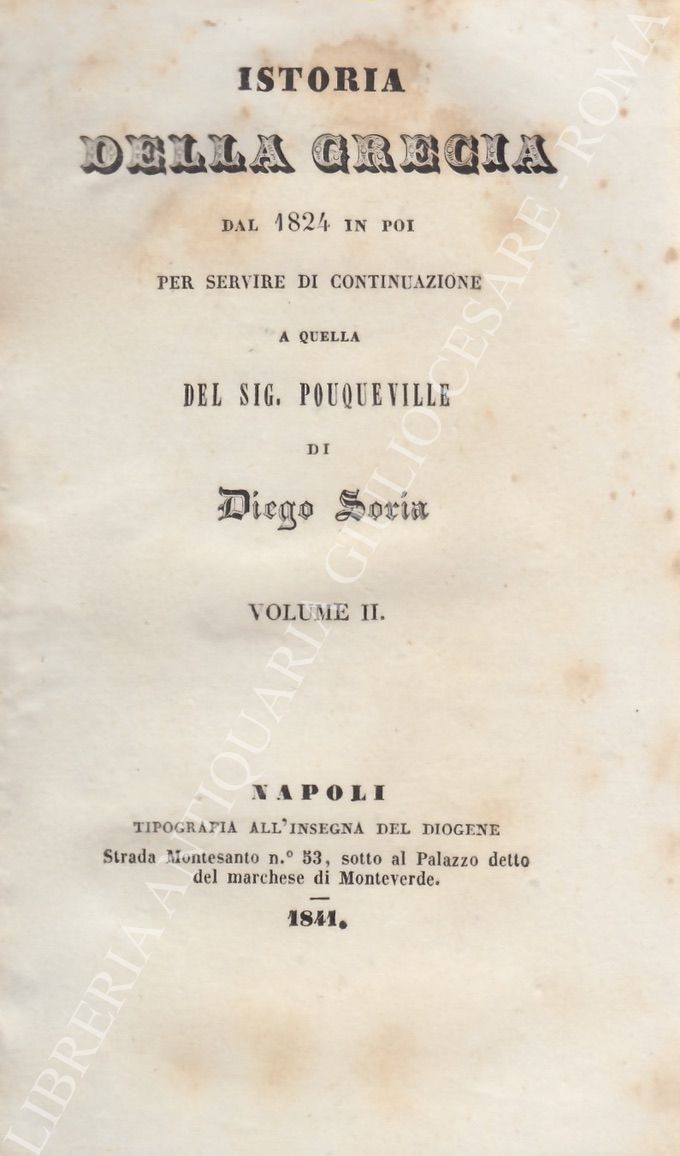 ISTORIA
DELLA GRECIA
DAL 1824 IN POI
PER SERVIRE DI CONTINUAZIONE
A QUELLA
DEL SIG. POUQUEVILLE
DI
Diego Soria
VOLUME II.
NAPOLI
TIPOGRAFIA ALL'INSEGNA DEL DIOGENE
Strada Montesanto n.º 53, sotto al Palazzo detto
del marchese di Monteverde.
1841.
LIBRERIA ANTIQUARIA GIULIO CESARE - ROMA